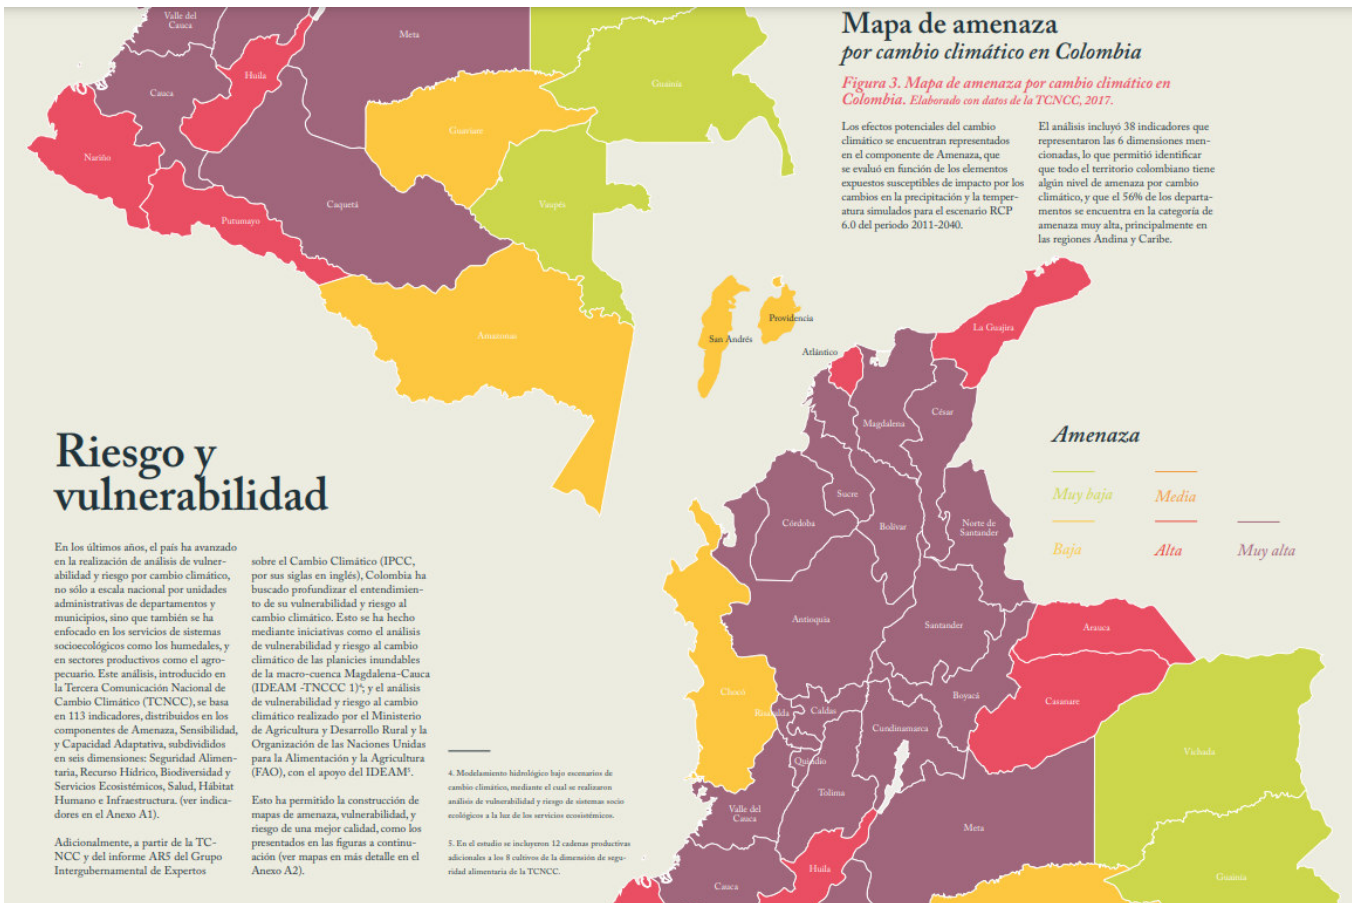 Valle del
Cauca
Meta
Huila
Guainía
Cauca
Guaviare
Nariño
Caquetá
Vaupés
Putumayo
Amazonas
Riesgo y
vulnerabilidad
En los últimos años, el país ha avanzado
en la realización de análisis de vulner-
abilidad y riesgo por cambio climático,
no sólo a escala nacional por unidades
administrativas de departamentos y
municipios, sino que también se ha
enfocado en los servicios de sistemas
socioecológicos como los humedales, y
en sectores productivos como el agro-
pecuario. Este análisis, introducido en
la Tercera Comunicación Nacional de
Cambio Climático (TCNCC), se basa
en 113 indicadores, distribuidos en los
componentes de Amenaza, Sensibilidad,
y Capacidad Adaptativa, subdivididos
en seis dimensiones: Seguridad Alimen-
taria, Recurso Hídrico, Biodiversidad y
Servicios Ecosistémicos, Salud, Hábitat
Humano e Infraestructura. (ver indica-
dores en el Anexo A1).
Adicionalmente, a partir de la TC-
NCC y del informe AR5 del Grupo
Intergubernamental de Expertos
sobre el Cambio Climático (IPCC,
por sus siglas en inglés), Colombia ha
buscado profundizar el entendimien-
to de su vulnerabilidad y riesgo al
cambio climático. Esto se ha hecho
mediante iniciativas como el análisis
de vulnerabilidad y riesgo al cambio
climático de las planicies inundables
de la macro-cuenca Magdalena-Cauca
(IDEAM -TNCCC 1)⁴; y el análisis
de vulnerabilidad y riesgo al cambio
climático realizado por el Ministerio
de Agricultura y Desarrollo Rural y la
Organización de las Naciones Unidas
para la Alimentación y la Agricultura
(FAO), con el apoyo del IDEAM⁵.
Esto ha permitido la construcción de
mapas de amenaza, vulnerabilidad, y
riesgo de una mejor calidad, como los
presentados en las figuras a continu-
ación (ver mapas en más detalle en el
Anexo A2).
4. Modelamiento hidrológico bajo escenarios de
cambio climático, mediante el cual se realizaron
análisis de vulnerabilidad y riesgo de sistemas socio
ecológicos a la luz de los servicios ecosistémicos.
5. En el estudio se incluyeron 12 cadenas productivas
adicionales a los 8 cultivos de la dimensión de segu-
ridad alimentaria de la TCNCC.
Mapa de amenaza
por cambio climático en Colombia
Figura 3. Mapa de amenaza por cambio climático en
Colombia. Elaborado con datos de la TCNCC, 2017.
Los efectos potenciales del cambio
climático se encuentran representados
en el componente de Amenaza, que
se evaluó en función de los elementos
expuestos susceptibles de impacto por los
cambios en la precipitación y la temper-
atura simulados para el escenario RCP
6.0 del periodo 2011-2040.
El análisis incluyó 38 indicadores que
representaron las 6 dimensiones men-
cionadas, lo que permitió identificar
que todo el territorio colombiano tiene
algún nivel de amenaza por cambio
climático, y que el 56% de los departa-
mentos se encuentra en la categoría de
amenaza muy alta, principalmente en
las regiones Andina y Caribe.
Providencia
San Andrés
La Guajira
Atlántico
César
Magdalena
Sucre
Córdoba
Bolívar
Norte de
Santander
Antioquia
Santander
Arauca
Chocó
Boyacá
Casanare
Risaralda
Caldas
Cundinamarca
Vichada
Quindío
Tolima
Valle del
Cauca
Meta
Huila
Cauca
Guainía
Amenaza
Muy baja
Media
Baja
Alta
Muy alta